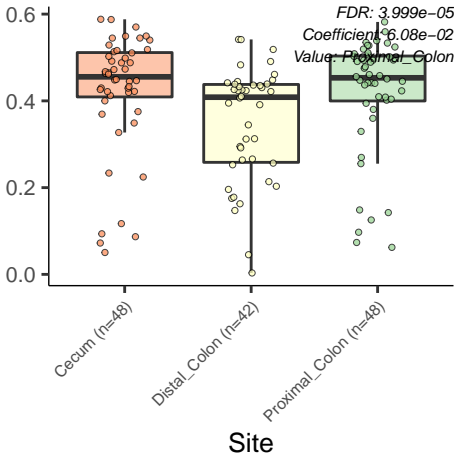 FDR: 3.999e−05
Coefficient: 6.08e−02
Value: Proximal_Colon
0.6
0.4
0.2
0.0
Cecum (n=48)
Distal_Colon (n=42)
Proximal_Colon (n=48)
Site